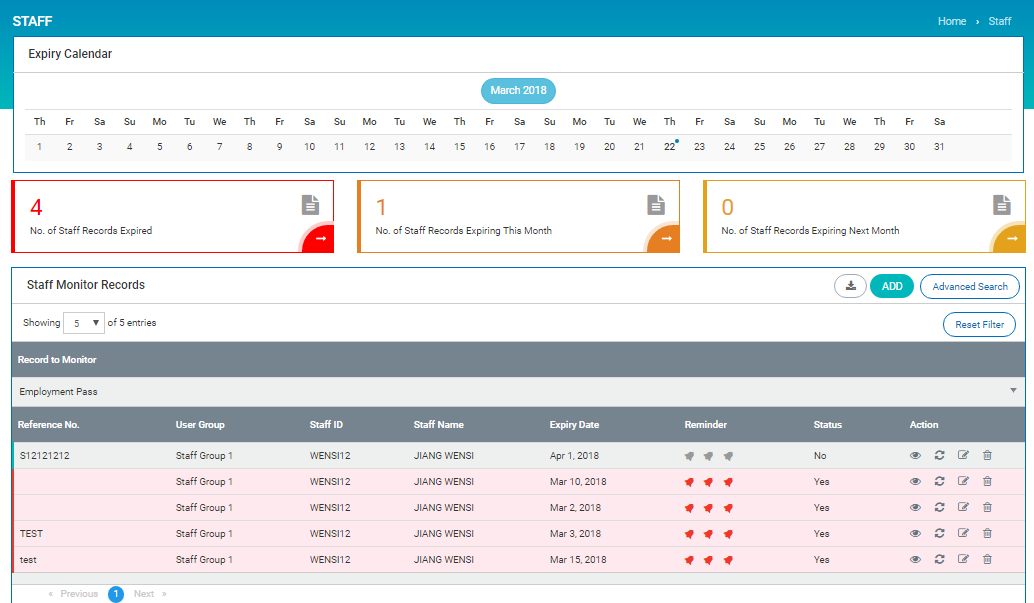 STAFF
Home › Staff
Expiry Calendar
March 2018
Th Fr Sa Su Mo Tu We Th Fr Sa Su Mo Tu We Th Fr Sa Su Mo Tu We Th Fr Sa Su Mo Tu We Th Fr Sa
1 2 3 4 5 6 7 8 9 10 11 12 13 14 15 16 17 18 19 20 21 22 23 24 25 26 27 28 29 30 31
4
No. of Staff Records Expired
1
No. of Staff Records Expiring This Month
0
No. of Staff Records Expiring Next Month
Staff Monitor Records
ADD
Advanced Search
Showing 5 of 5 entries
Reset Filter
Record to Monitor
Employment Pass
Reference No. User Group Staff ID Staff Name Expiry Date Reminder Status Action
S12121212 Staff Group 1 WENSI12 JIANG WENSI Apr 1, 2018 No
Staff Group 1 WENSI12 JIANG WENSI Mar 10, 2018 Yes
Staff Group 1 WENSI12 JIANG WENSI Mar 2, 2018 Yes
TEST Staff Group 1 WENSI12 JIANG WENSI Mar 3, 2018 Yes
test Staff Group 1 WENSI12 JIANG WENSI Mar 15, 2018 Yes
« Previous 1 Next »